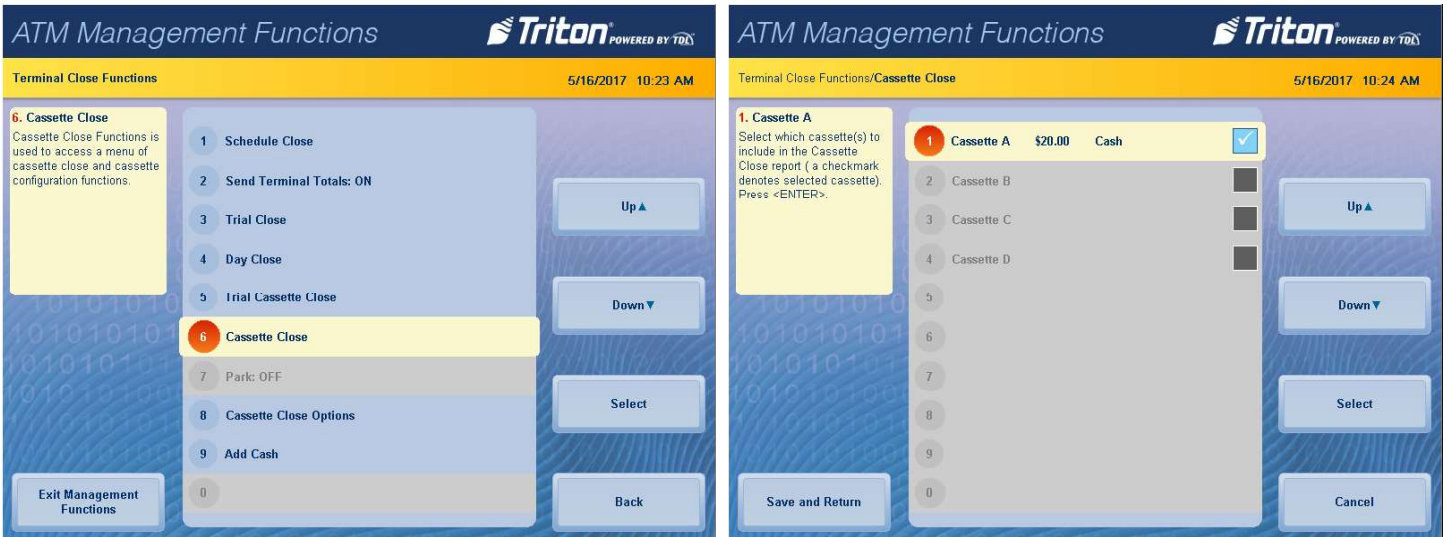 ATM Management Functions
Triton POWERED BY TDL
Terminal Close Functions
5/16/2017 10:23 AM
6. Cassette Close
Cassette Close Functions is
used to access a menu of
cassette close and cassette
configuration functions.
1 Schedule Close
2 Send Terminal Totals: ON
3 Trial Close
4 Day Close
5 Trial Cassette Close
6 Cassette Close
7 Park: OFF
8 Cassette Close Options
9 Add Cash
0
Up▲
Down▼
Select
Back
Exit Management
Functions
ATM Management Functions
Triton POWERED BY TDL
Terminal Close Functions/Cassette Close
5/16/2017 10:24 AM
1. Cassette A
Select which cassette(s) to
include in the Cassette
Close report ( a checkmark
denotes selected cassette).
Press <ENTER>.
1 Cassette A $20.00 Cash
2 Cassette B
3 Cassette C
4 Cassette D
5
6
7
8
9
0
Up▲
Down▼
Select
Cancel
Save and Return